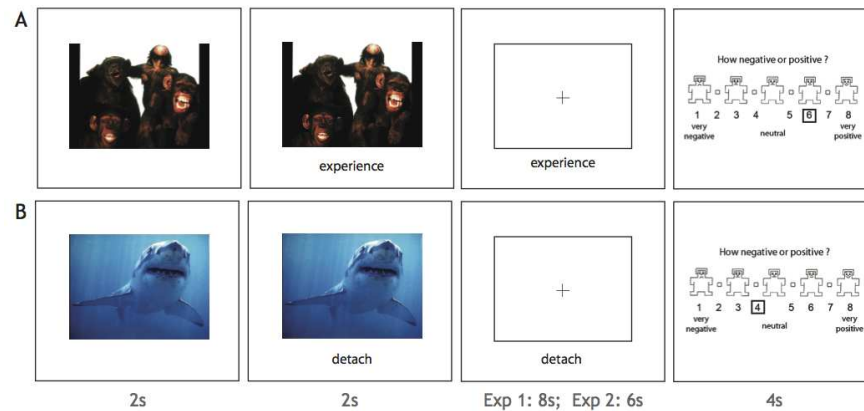 A
experience
experience
How negative or positive ?
1 2 3 4 5 6 7 8
very negative
neutral
very positive
B
detach
detach
How negative or positive ?
1 2 3 4 5 6 7 8
very negative
neutral
very positive
2s
2s
Exp 1: 8s; Exp 2: 6s
4s